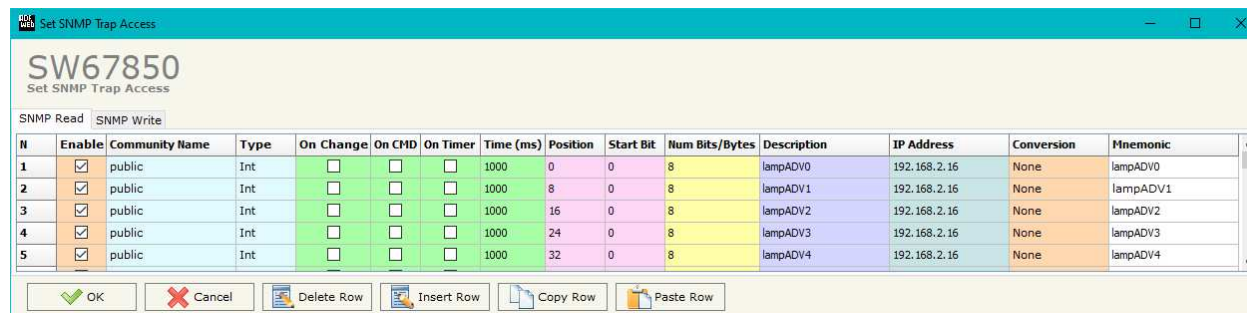 ADF WEB Set SNMP Trap Access
SW67850
Set SNMP Trap Access
SNMP Read SNMP Write
N Enable Community Name Type On Change On CMD On Timer Time (ms) Position Start Bit Num Bits/Bytes Description IP Address Conversion Mnemonic
1 public Int 1000 0 0 8 lampADV0 192.168.2.16 None lampADV0
2 public Int 1000 8 0 8 lampADV1 192.168.2.16 None lampADV1
3 public Int 1000 16 0 8 lampADV2 192.168.2.16 None lampADV2
4 public Int 1000 24 0 8 lampADV3 192.168.2.16 None lampADV3
5 public Int 1000 32 0 8 lampADV4 192.168.2.16 None lampADV4
OK Cancel Delete Row Insert Row Copy Row Paste Row